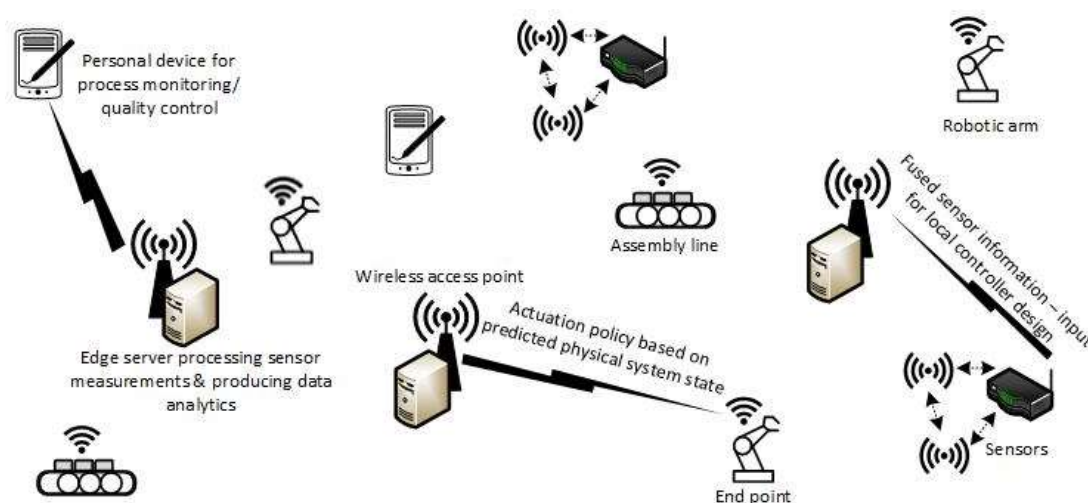 Personal device for
process monitoring/
quality control
Robotic arm
Assembly line
Fused sensor information – input
for local controller
design
Wireless access point
Actuation policy based on
predicted physical system state
Edge server processing sensor
measurements & producing data
analytics
Sensors
End point